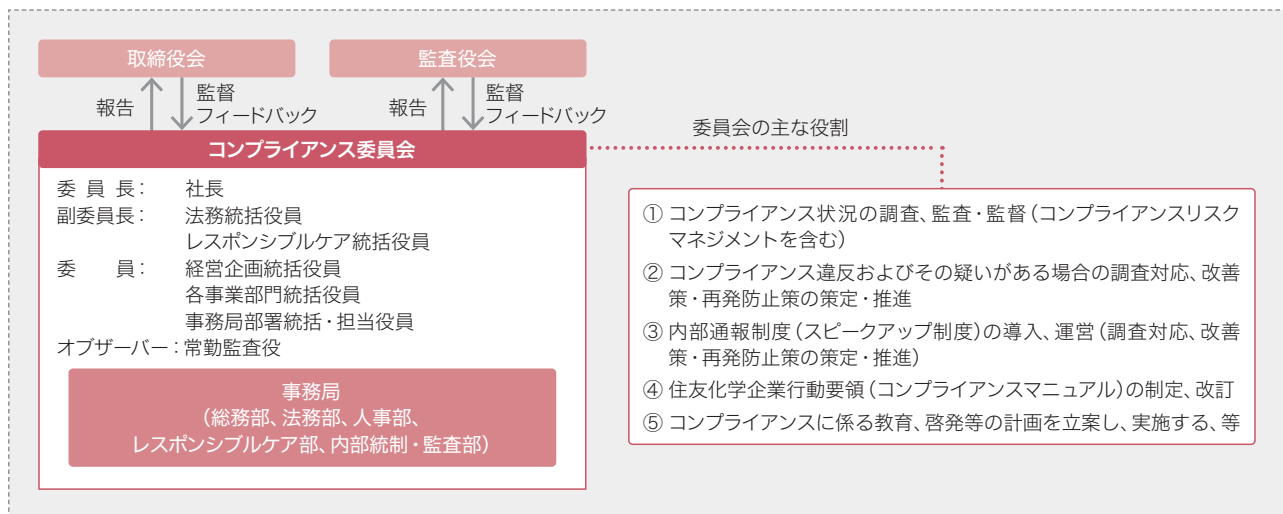 取締役会
監査役会
報告
監督
フィードバック
報告
監督
フィードバック
コンプライアンス委員会
委員長： 社長
副委員長： 法務統括役員
レスポンシブルケア統括役員
委員： 経営企画統括役員
各事業部門統括役員
事務局部署統括・担当役員
オブザーバー：常勤監査役
事務局
（総務部、法務部、人事部、
レスポンシブルケア部、内部統制・監査部）
委員会の主な役割
① コンプライアンス状況の調査、監査・監督（コンプライアンスリスク
マネジメントを含む）
② コンプライアンス違反およびその疑いがある場合の調査対応、改善
策・再発防止策の策定・推進
③ 内部通報制度（スピークアップ制度）の導入、運営（調査対応、改善
策・再発防止策の策定・推進）
④ 住友化学企業行動要領（コンプライアンスマニュアル）の制定、改訂
⑤ コンプライアンスに係る教育、啓発等の計画を立案し、実施する、等